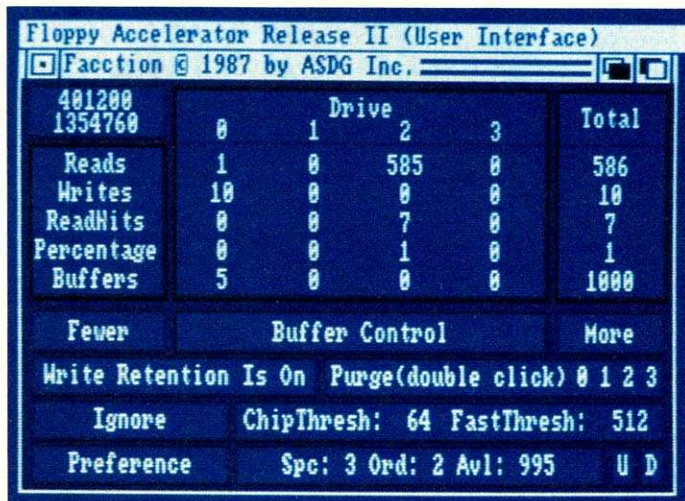 Floppy Accelerator Release II (User Interface)
Facction © 1987 by ASDG Inc.
401200
1354760
Drive
Total
0 1 2 3
Reads 1 0 585 0 586
Writes 10 0 0 0 10
ReadHits 0 0 7 0 7
Percentage 0 0 1 0 1
Buffers 5 0 0 0 1000
Fewer Buffer Control More
Write Retention Is On Purge(double click) 0 1 2 3
Ignore ChipThresh: 64 FastThresh: 512
Preference Spc: 3 Ord: 2 Avl: 995 U D